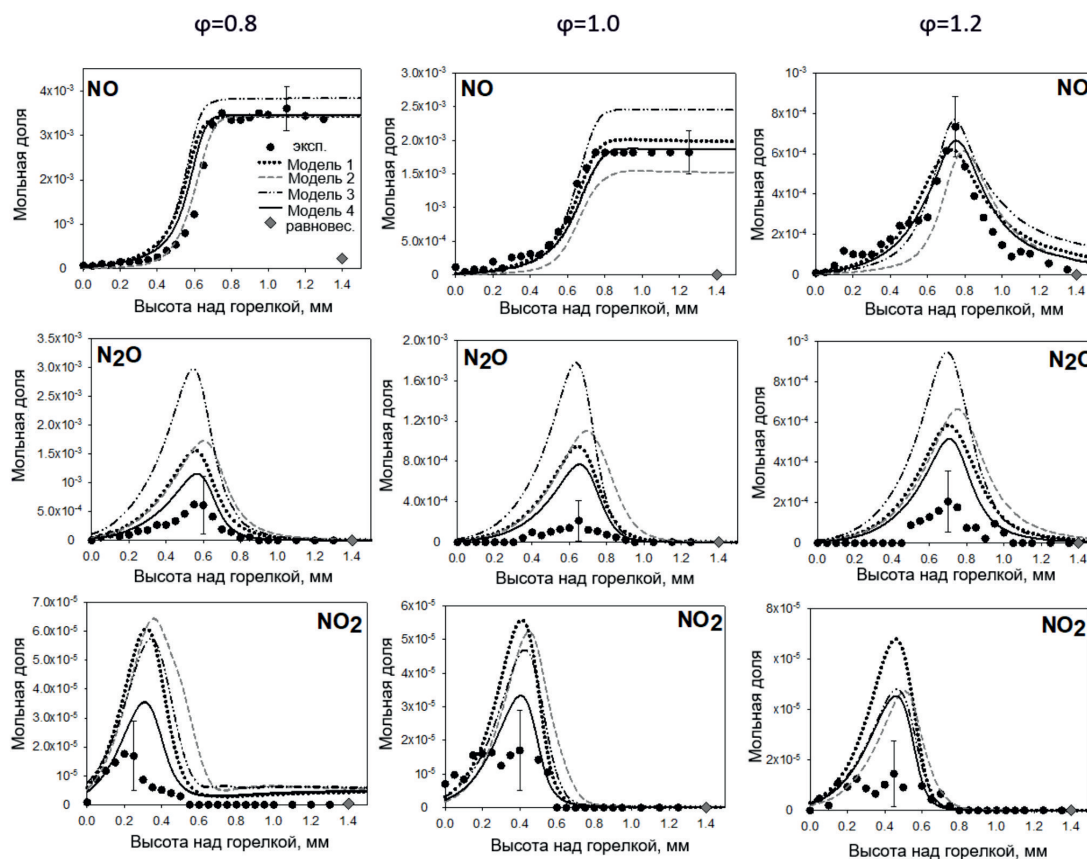 φ=0.8
φ=1.0
φ=1.2
NO
Мольная доля
4x10⁻³
3x10⁻³
2x10⁻³
10⁻³
0
эксп.
Модель 1
Модель 2
Модель 3
Модель 4
равновес.
0.0 0.2 0.4 0.6 0.8 1.0 1.2 1.4
Высота над горелкой, мм
NO
Мольная доля
3.0x10⁻³
2.5x10⁻³
2.0x10⁻³
1.5x10⁻³
10⁻³
5.0x10⁻⁴
0
0.0 0.2 0.4 0.6 0.8 1.0 1.2 1.4
Высота над горелкой, мм
NO
Мольная доля
10⁻³
8x10⁻⁴
6x10⁻⁴
4x10⁻⁴
2x10⁻⁴
0
0.0 0.2 0.4 0.6 0.8 1.0 1.2 1.4
Высота над горелкой, мм
N₂O
Мольная доля
3.5x10⁻³
3.0x10⁻³
2.5x10⁻³
2.0x10⁻³
1.5x10⁻³
10⁻³
5.0x10⁻⁴
0
0.0 0.2 0.4 0.6 0.8 1.0 1.2 1.4
Высота над горелкой, мм
N₂O
Мольная доля
2.0x10⁻³
1.6x10⁻³
1.2x10⁻³
8.0x10⁻⁴
4.0x10⁻⁴
0
0.0 0.2 0.4 0.6 0.8 1.0 1.2 1.4
Высота над горелкой, мм
N₂O
Мольная доля
10⁻³
8x10⁻⁴
6x10⁻⁴
4x10⁻⁴
2x10⁻⁴
0
0.0 0.2 0.4 0.6 0.8 1.0 1.2 1.4
Высота над горелкой, мм
NO₂
Мольная доля
7.0x10⁻⁵
6.0x10⁻⁵
5.0x10⁻⁵
4.0x10⁻⁵
3.0x10⁻⁵
2.0x10⁻⁵
10⁻⁵
0
0.0 0.2 0.4 0.6 0.8 1.0 1.2 1.4
Высота над горелкой, мм
NO₂
Мольная доля
6x10⁻⁵
5x10⁻⁵
4x10⁻⁵
3x10⁻⁵
2x10⁻⁵
10⁻⁵
0
0.0 0.2 0.4 0.6 0.8 1.0 1.2 1.4
Высота над горелкой, мм
NO₂
Мольная доля
8x10⁻⁵
x10⁻⁵
x10⁻⁵
2x10⁻⁵
0
0.0 0.2 0.4 0.6 0.8 1.0 1.2 1.4
Высота над горелкой, мм